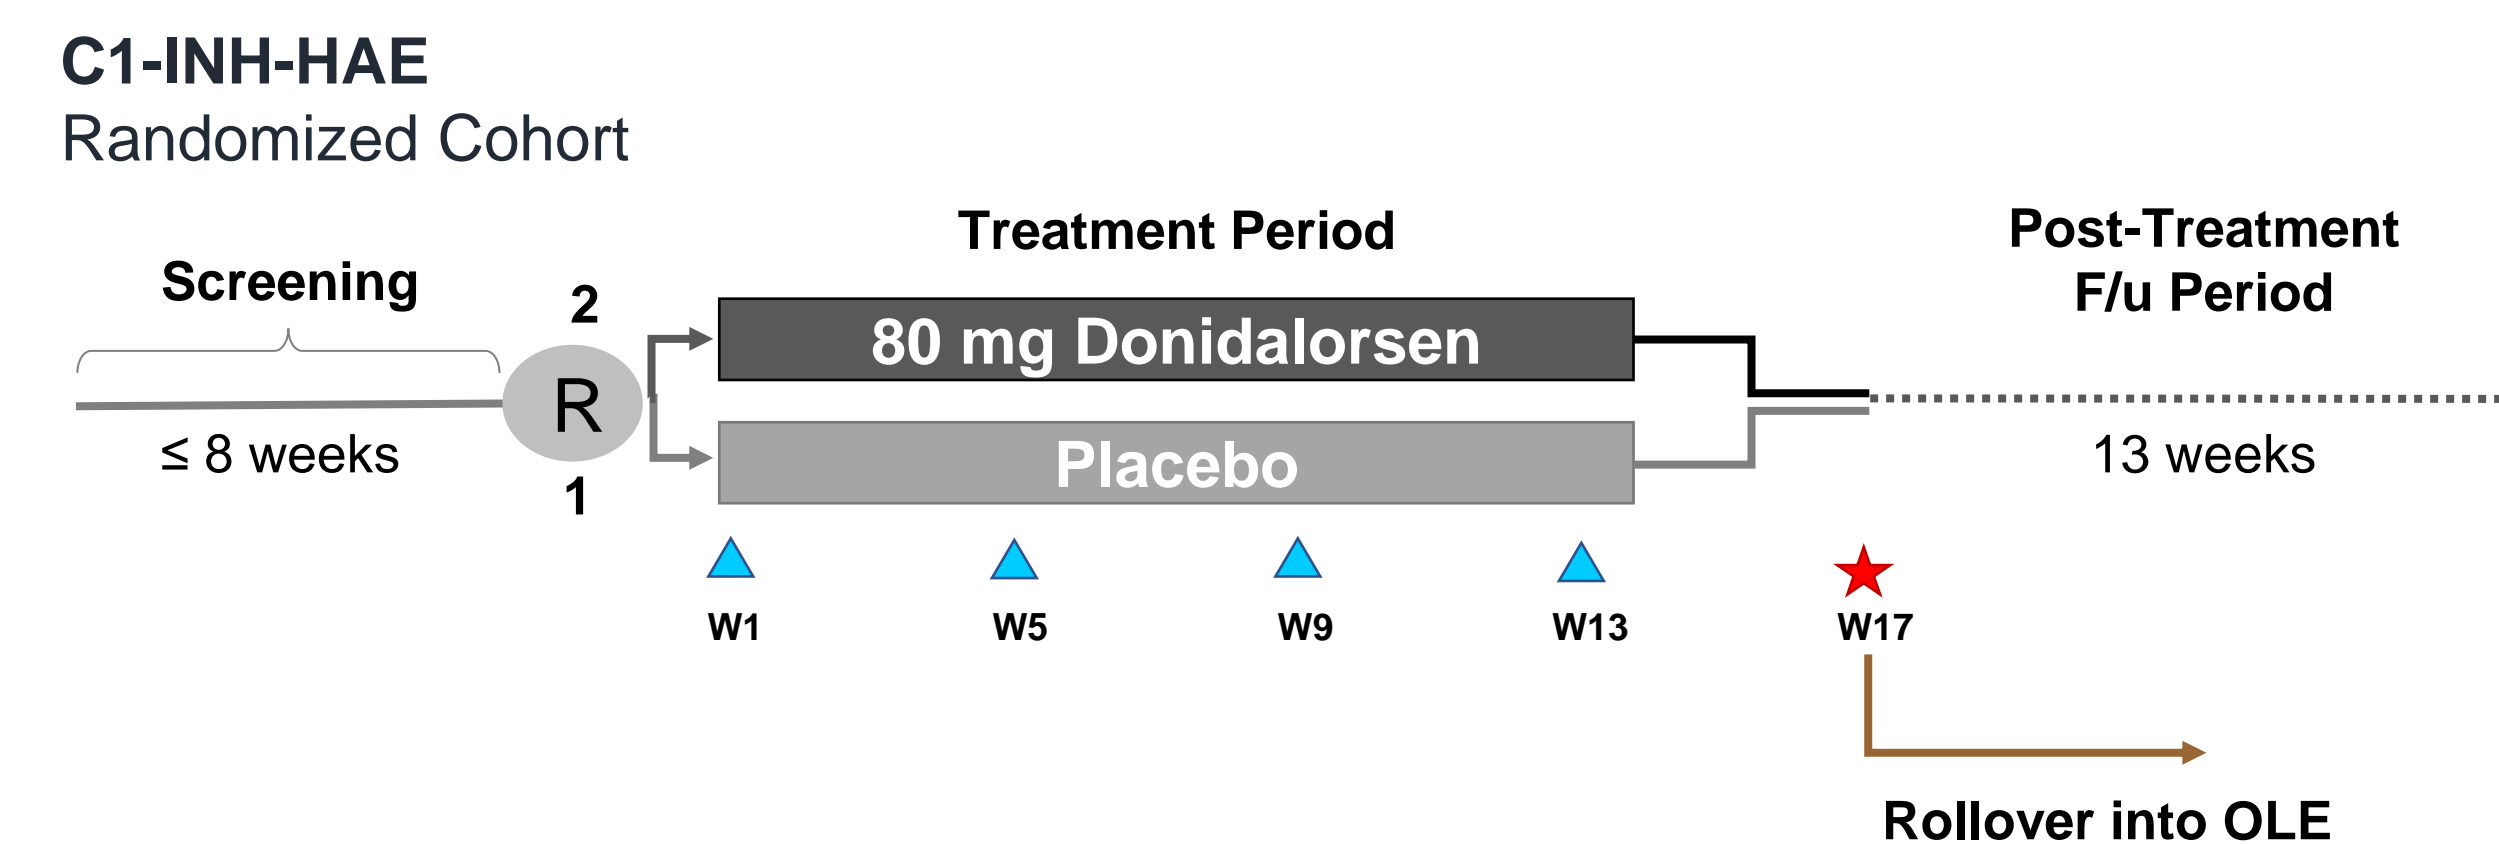 C1-INH-HAE
Randomized Cohort
Screening
≤ 8 weeks
R
2
1
Treatment Period
80 mg Donidalorsen
Placebo
Post-Treatment
F/u Period
13 weeks
W1
W5
W9
W13
W17
Rollover into OLE